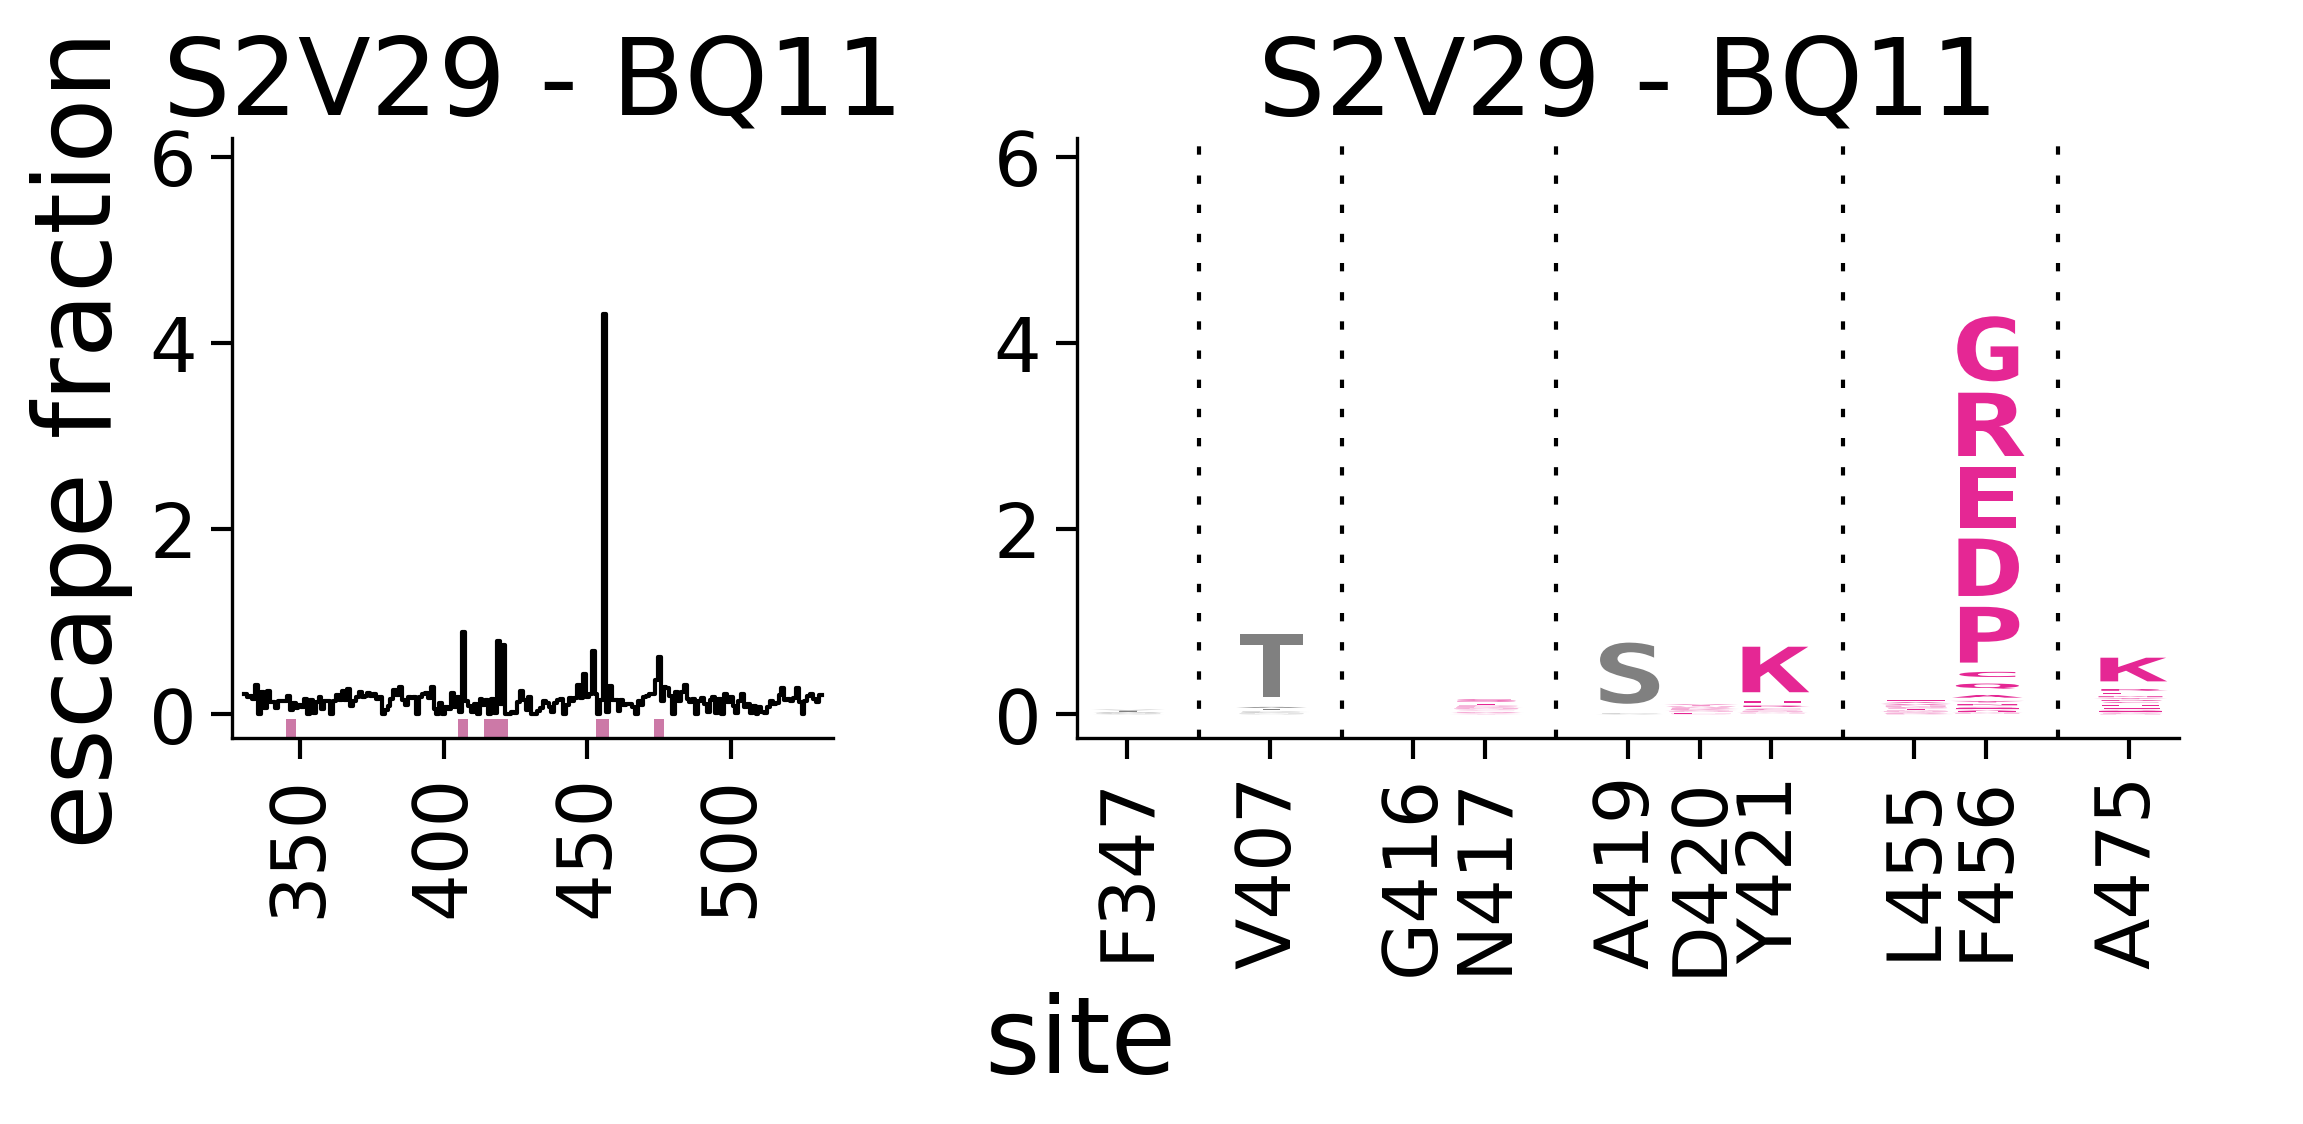 S2V29 - BQ11
S2V29 - BQ11
escape fraction
6
4
2
0
350
400
450
500
6
4
2
0
T
S
K
G
R
E
D
P
K
F347
V407
G416
N417
A419
D420
Y421
L455
F456
A475
site